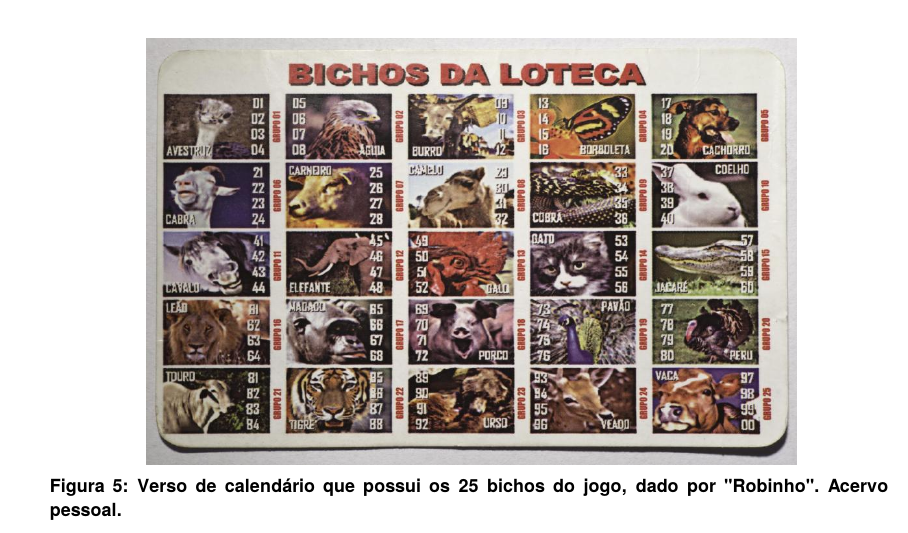 BICHOS DA LOTECA
01
02
03
04
AVESTRUZ
GRUPO 01
05
06
07
08
ÁGUIA
GRUPO 02
09
10
11
12
BURRO
GRUPO 03
13
14
15
16
BORBOLETA
GRUPO 04
17
18
19
20
CACHORRO
GRUPO 05
21
22
23
24
CABRA
GRUPO 06
CARNEIRO
25
26
27
28
GRUPO 07
CAMELO
29
30
31
32
GRUPO 08
33
34
35
36
COBRA
GRUPO 09
COELHO
37
38
39
40
GRUPO 10
41
42
43
44
CAVALO
GRUPO 11
45
46
47
48
ELEFANTE
GRUPO 12
49
50
51
52
GALO
GRUPO 13
GATO
53
54
55
56
GRUPO 14
57
58
59
60
JACARÉ
GRUPO 15
LEÃO
61
62
63
64
GRUPO 16
MACACO
65
66
67
68
GRUPO 17
69
70
71
72
PORCO
GRUPO 18
PAVÃO
73
74
75
76
GRUPO 19
77
78
79
80
PERU
GRUPO 20
TOURO
81
82
83
84
GRUPO 21
85
86
87
88
TIGRE
GRUPO 22
89
90
91
92
URSO
GRUPO 23
93
94
95
96
VEADO
GRUPO 24
VACA
97
98
99
00
GRUPO 25
Figura 5: Verso de calendário que possui os 25 bichos do jogo, dado por "Robinho". Acervo
pessoal.